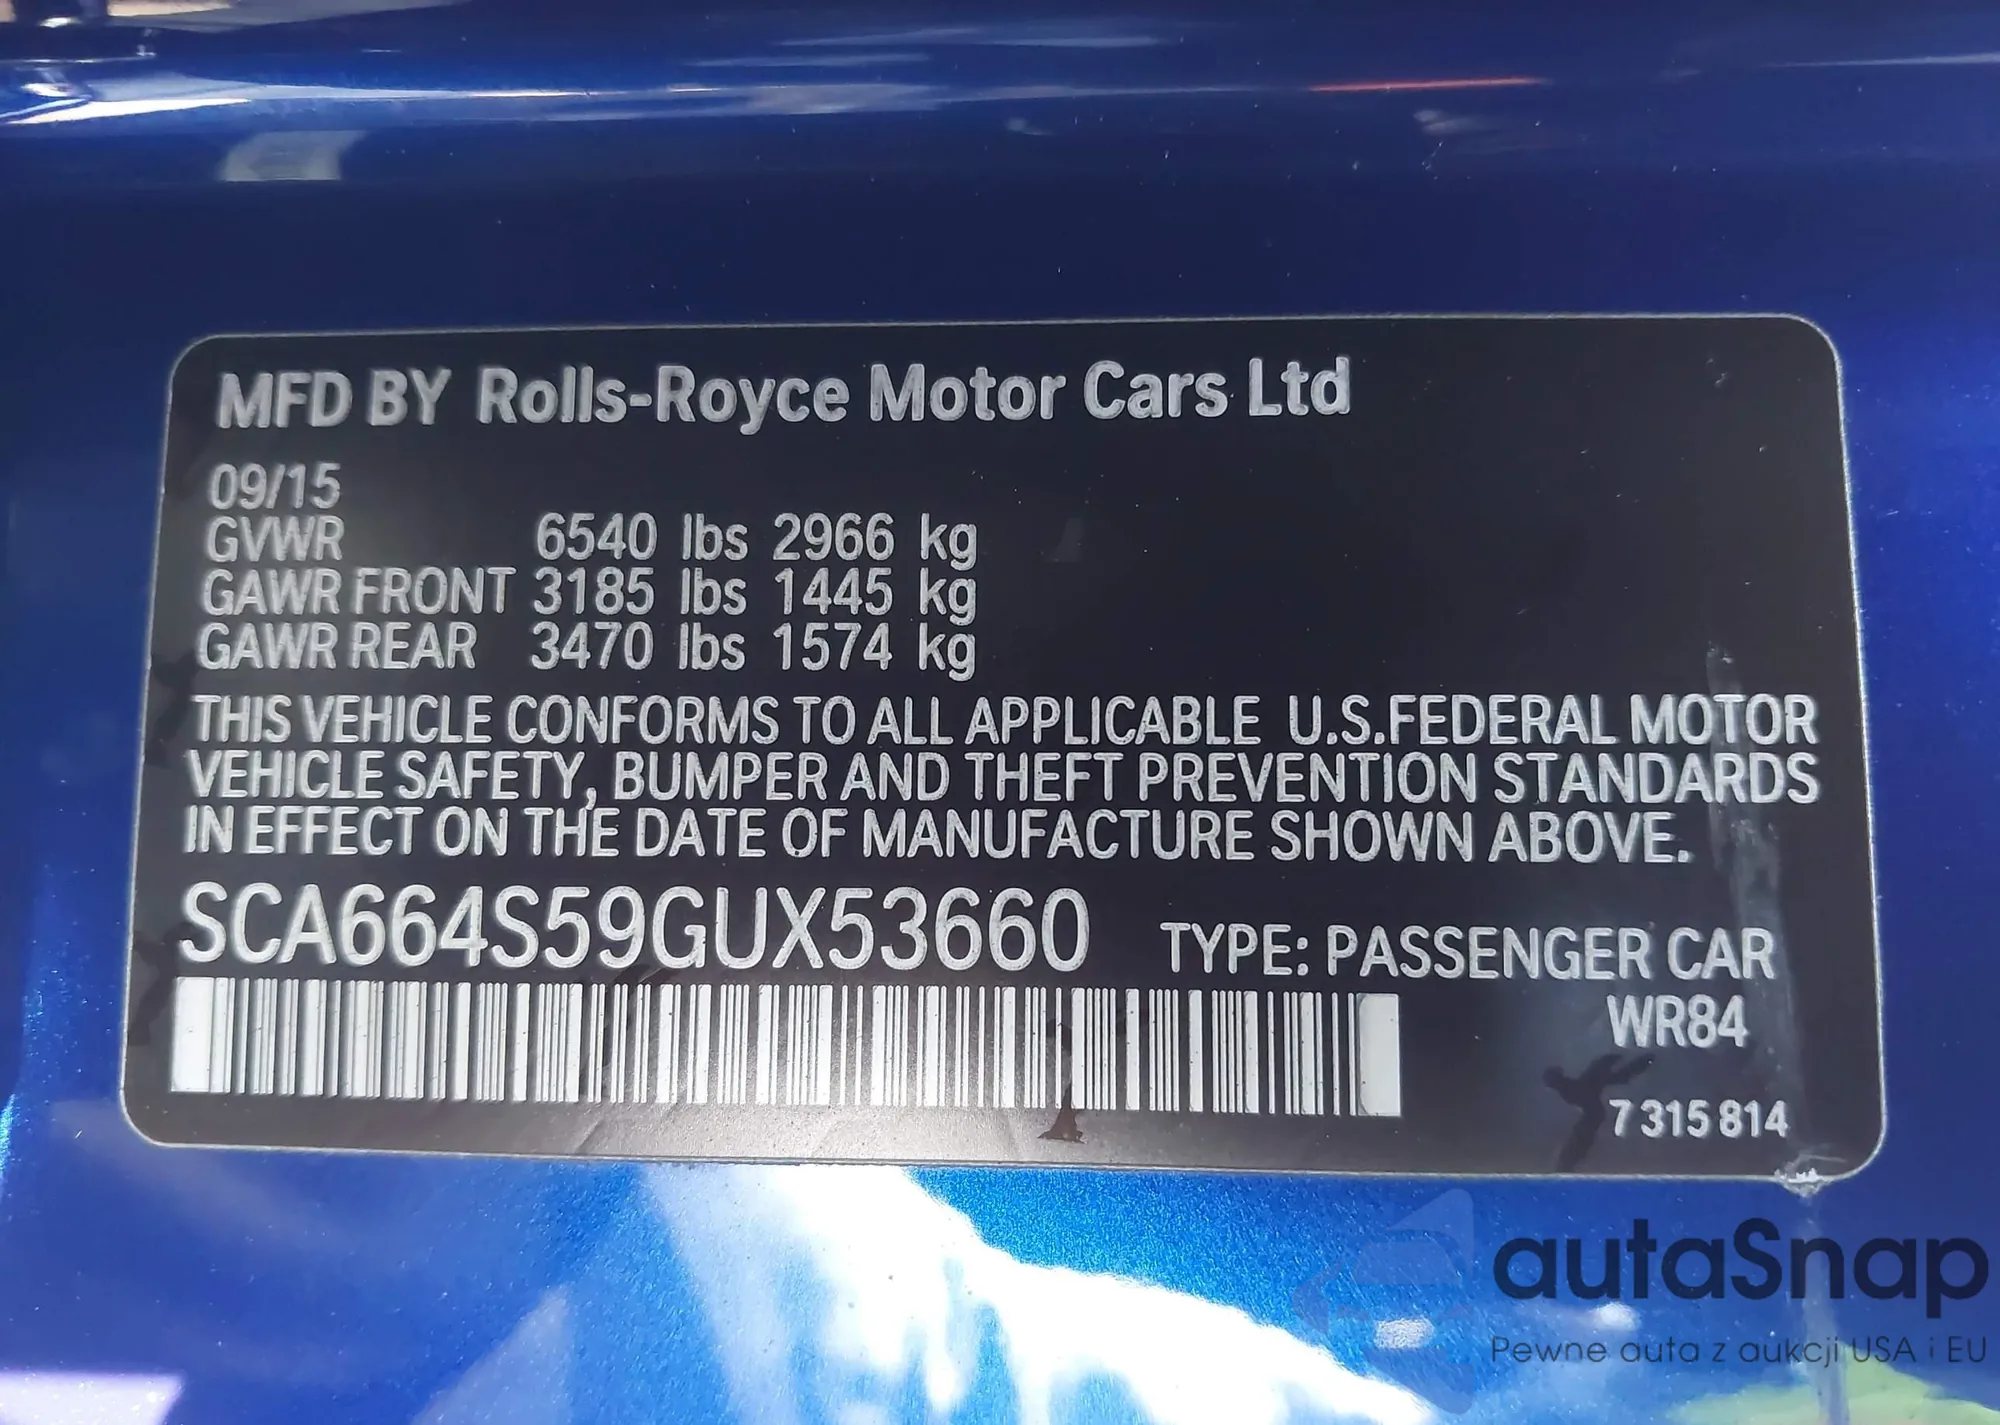 MFD BY Rolls-Royce Motor Cars Ltd
09/15
GVWR 6540 lbs 2966 kg
GAWR FRONT 3185 lbs 1445 kg
GAWR REAR 3470 lbs 1574 kg
THIS VEHICLE CONFORMS TO ALL APPLICABLE U.S.FEDERAL MOTOR
VEHICLE SAFETY, BUMPER AND THEFT PREVENTION STANDARDS
IN EFFECT ON THE DATE OF MANUFACTURE SHOWN ABOVE.
SCA664S59GUX53660 TYPE: PASSENGER CAR
WR84
7 315 814
autaSnap
Pewne auta z aukcji USA i EU